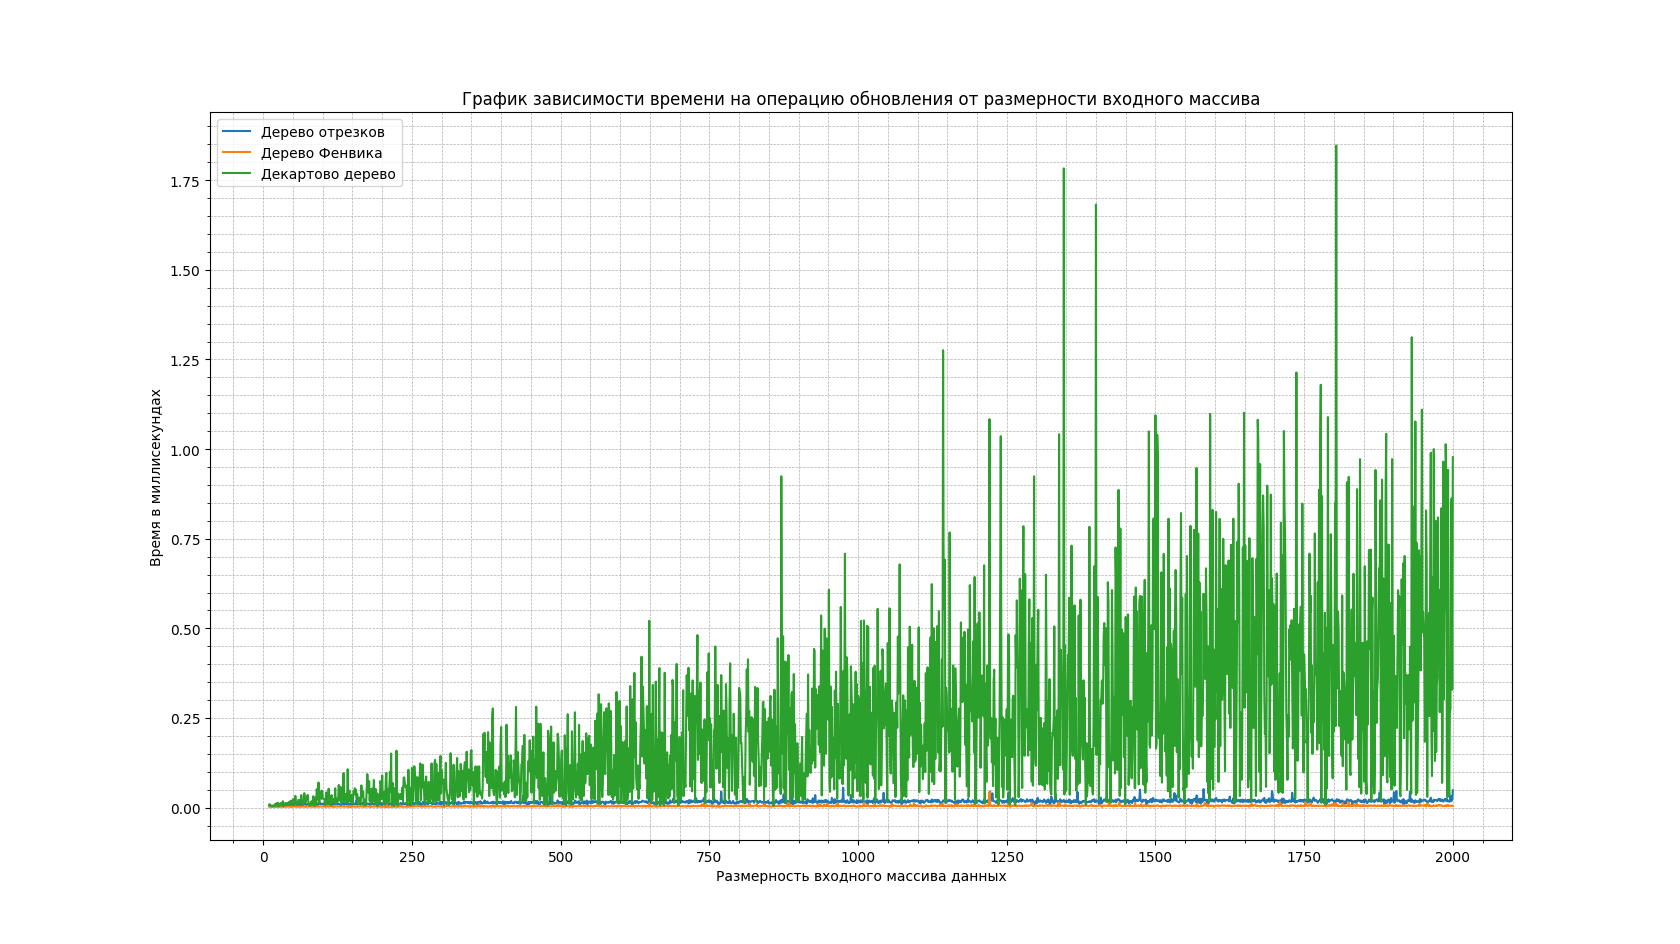 График зависимости времени на операцию обновления от размерности входного массива
Дерево отрезков
Дерево Фенвика
Декартово дерево
Время в миллисекундах
1.75
1.50
1.25
1.00
0.75
0.50
0.25
0.00
0 250 500 750 1000 1250 1500 1750 2000
Размерность входного массива данных